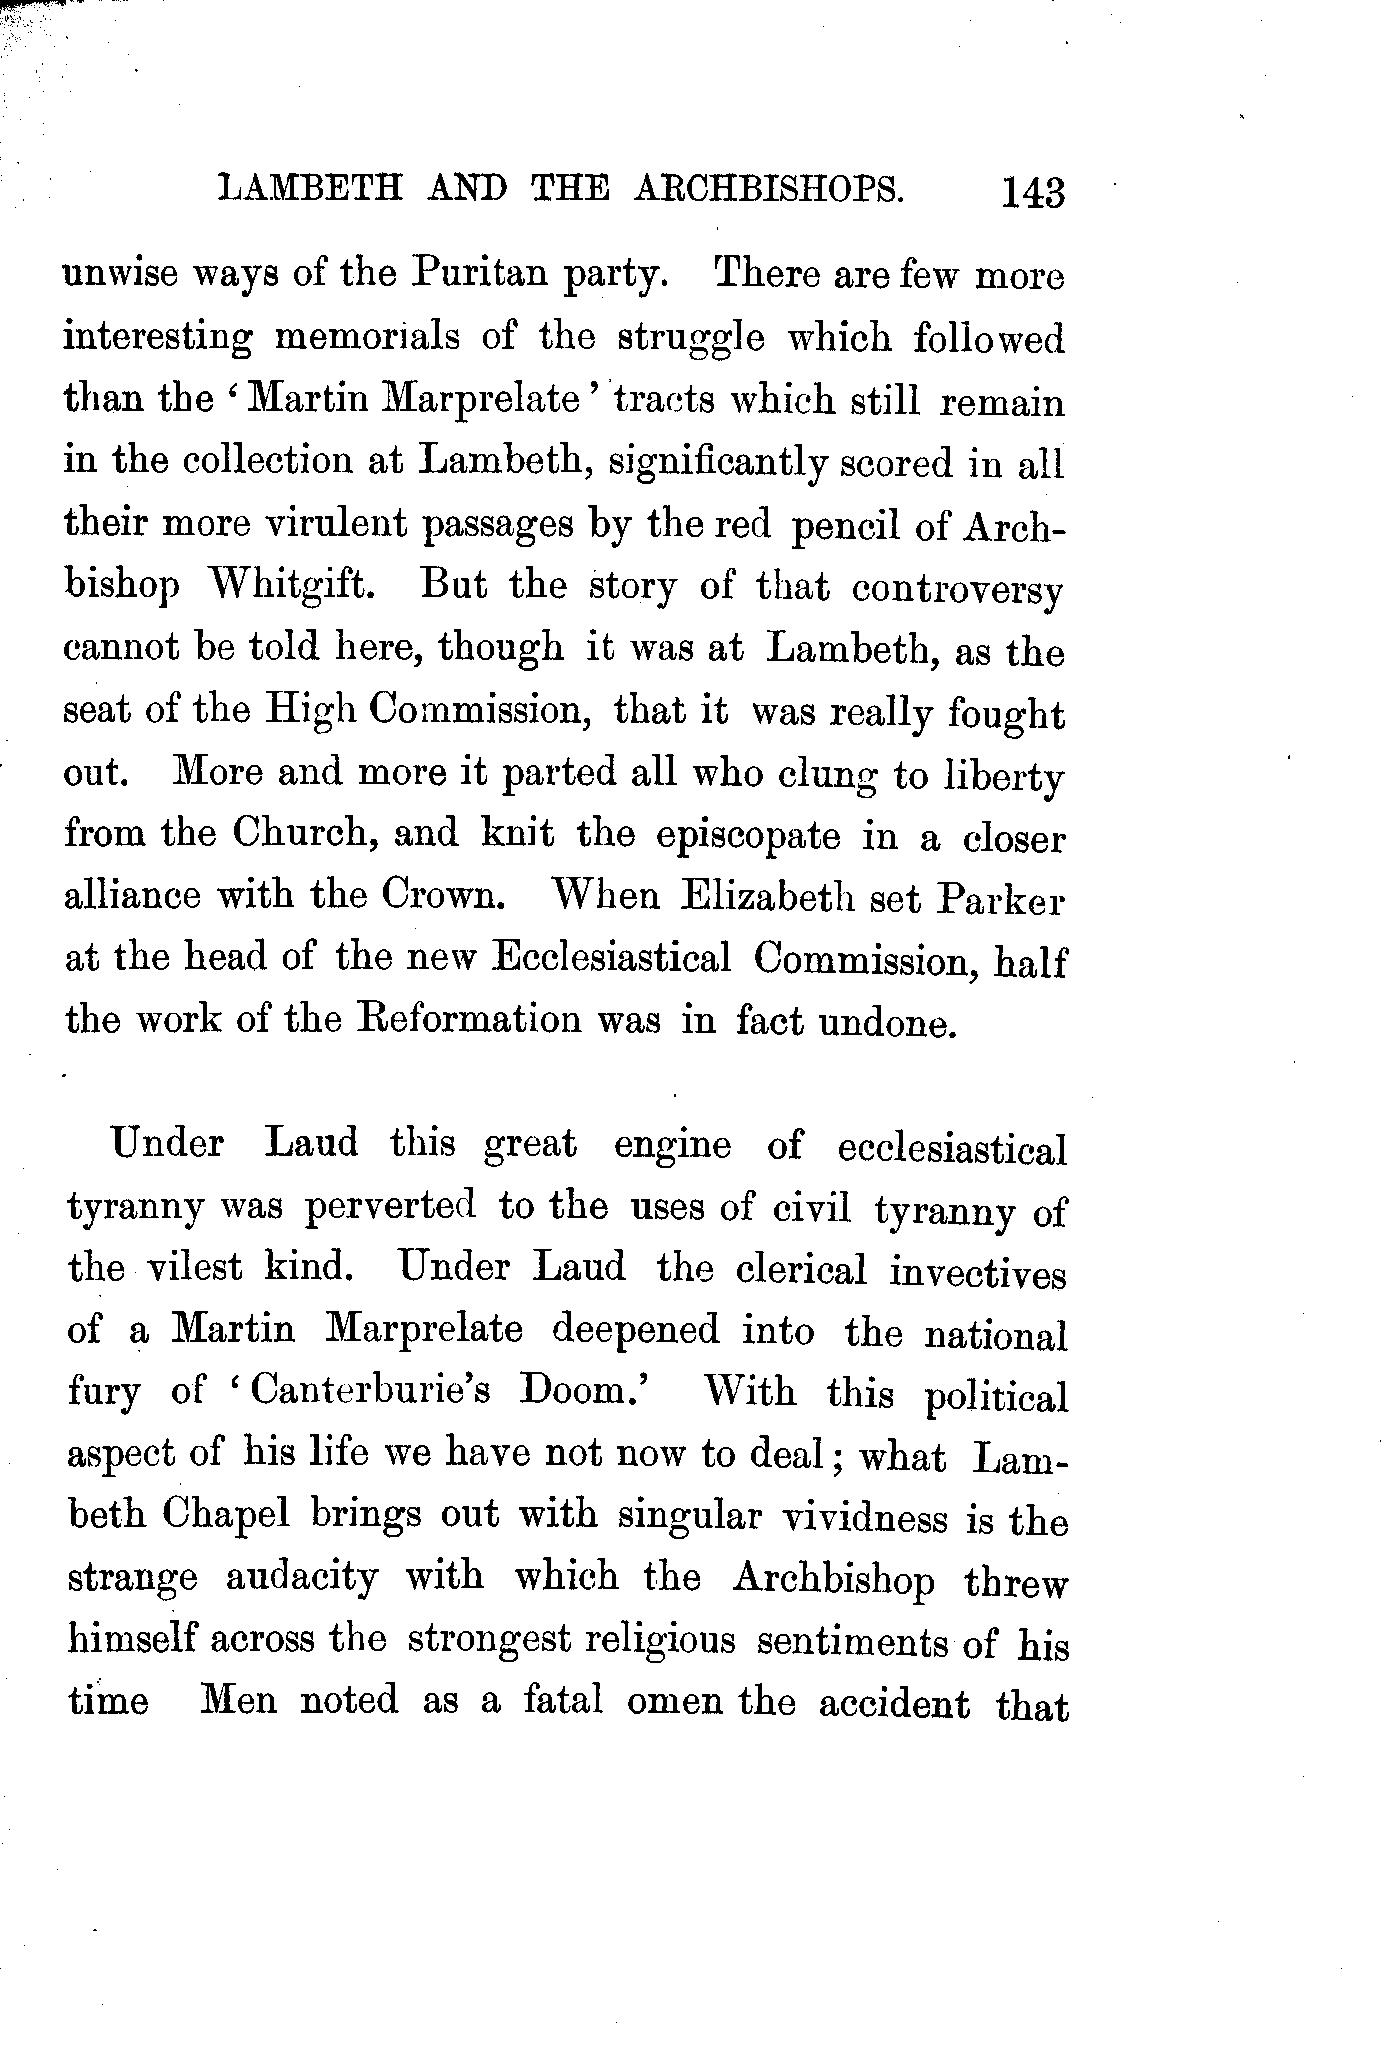 LAMBETH AND THE ARCHBISHOPS. 143
unwise ways of the Puritan party. There are few more
interesting memorials of the struggle which followed
than the ‘ Martin Marprelate ’ tracts which still remain
in the collection at Lambeth, significantly scored in all
their more virulent passages by the red pencil of Arch-
bishop Whitgift. But the story of that controversy
cannot be told here, though it was at Lambeth, as the
seat of the High Commission, that it was really fought
out. More and more it parted all who clung to liberty
from the Church, and knit the episcopate in a closer
alliance with the Crown. When Elizabeth set Parker
at the head of the new Ecclesiastical Commission, half
the work of the Reformation was in fact undone.
Under Laud this great engine of ecclesiastical
tyranny was perverted to the uses of civil tyranny of
the vilest kind. Under Laud the clerical invectives
of a Martin Marprelate deepened into the national
fury of ‘ Canterburie’s Doom.’ With this political
aspect of his life we have not now to deal ; what Lam-
beth Chapel brings out with singular vividness is the
strange audacity with which the Archbishop threw
himself across the strongest religious sentiments of his
time Men noted as a fatal omen the accident that